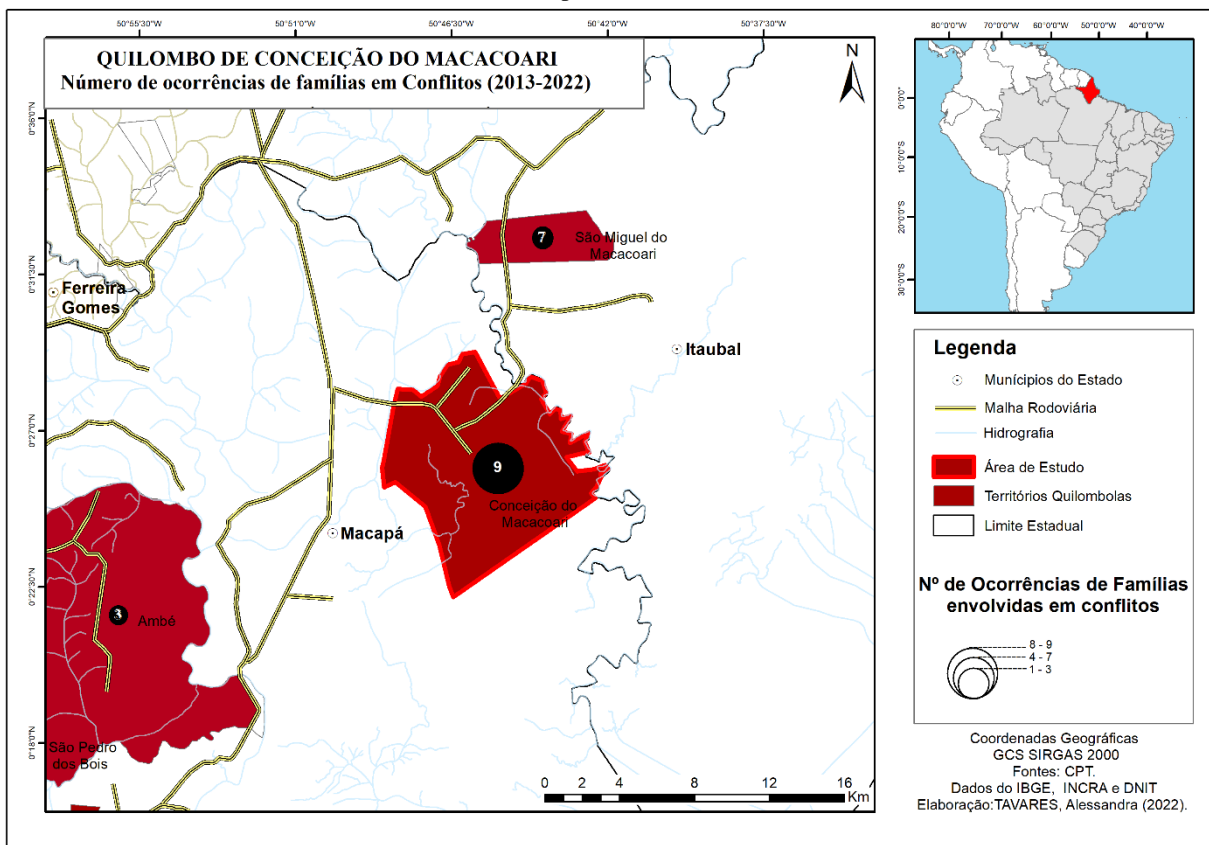 50°55'30"W
50°51'0"W
50°46'30"W
50°42'0"W
50°37'30"W
QUILOMBO DE CONCEIÇÃO DO MACACOARI
Número de ocorrências de famílias em Conflitos (2013-2022)
N
0°36'0"N
0°31'30"N
0°27'0"N
0°22'30"N
0°18'0"N
7
São Miguel do
Macacoari
Ferreira
Gomes
Itaubal
9
Conceição do
Macacoari
Macapá
3
Ambé
São Pedro
dos Bois
0 2 4 8 12 16
Km
80°0'0"W 70°0'0"W 60°0'0"W 50°0'0"W 40°0'0"W
0°0'0"
10°0'0"S
20°0'0"S
30°0'0"S
Legenda
Munícipios do Estado
Malha Rodoviária
Hidrografia
Área de Estudo
Territórios Quilombolas
Limite Estadual
Nº de Ocorrências de Famílias
envolvidas em conflitos
8 - 9
4 - 7
1 - 3
Coordenadas Geográficas
GCS SIRGAS 2000
Fontes: CPT.
Dados do IBGE, INCRA e DNIT
Elaboração:TAVARES, Alessandra (2022).